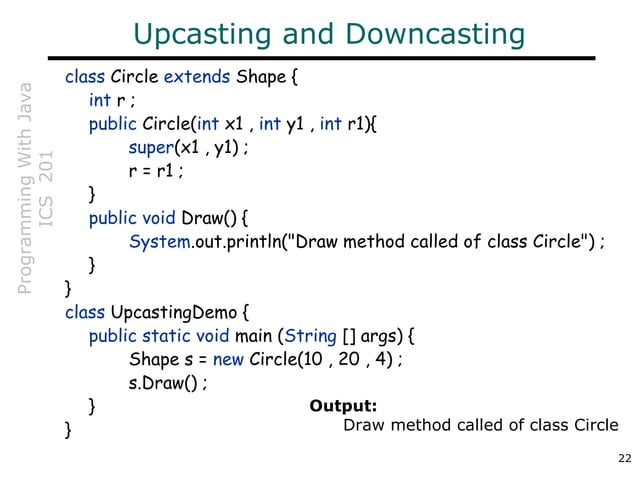 Upcasting and Downcasting
Programming With Java
ICS 201
class Circle extends Shape {
int r ;
public Circle(int x1 , int y1 , int r1){
super(x1 , y1) ;
r = r1 ;
}
public void Draw() {
System.out.println("Draw method called of class Circle") ;
}
}
class UpcastingDemo {
public static void main (String [] args) {
Shape s = new Circle(10 , 20 , 4) ;
s.Draw() ;
}
}
Output:
Draw method called of class Circle
22